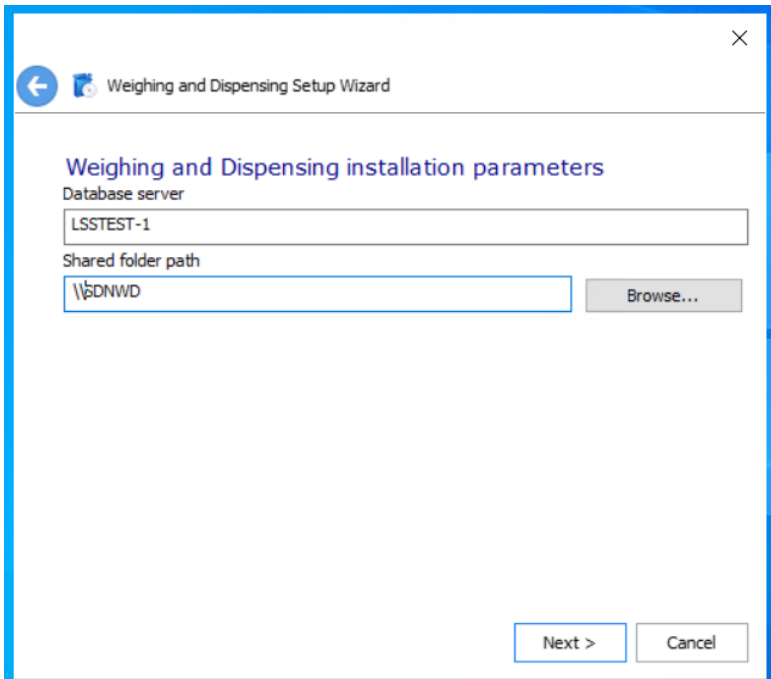 Weighing and Dispensing Setup Wizard
Weighing and Dispensing installation parameters
Database server
LSSTEST-1
Shared folder path
\\SDNWD
Browse...
Next >
Cancel